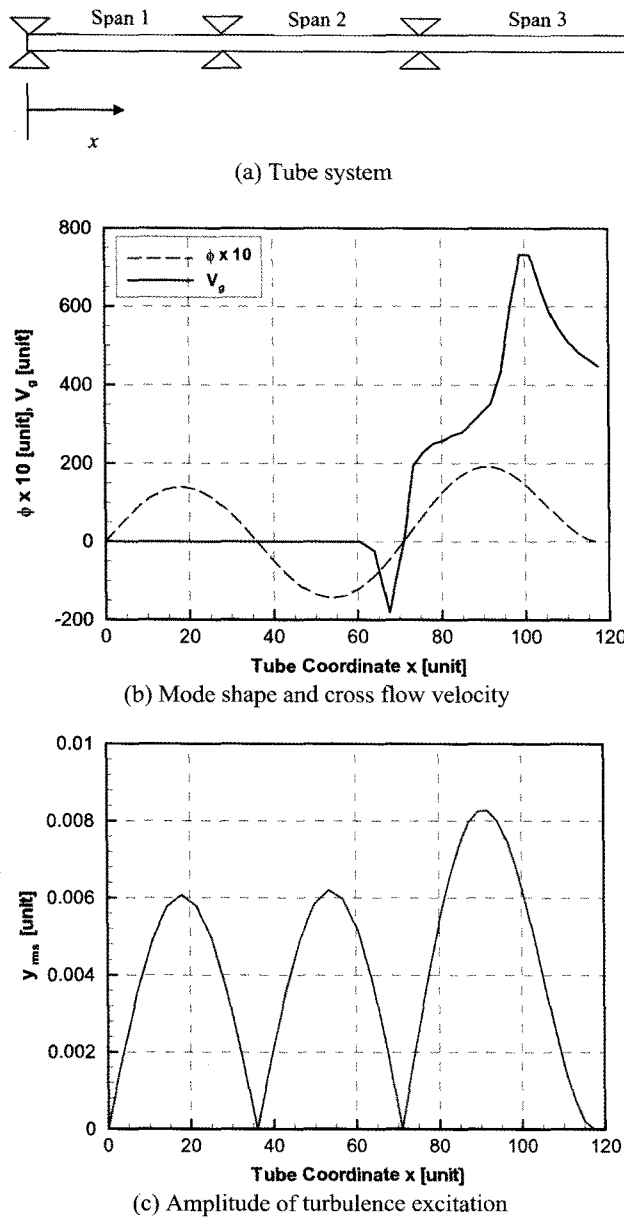 Span 1 Span 2 Span 3
x
(a) Tube system
800
600
400
200
0
-200
ϕ x 10 [unit], Vg [unit]
ϕ x 10
Vg
0 20 40 60 80 100 120
Tube Coordinate x [unit]
(b) Mode shape and cross flow velocity
0.01
0.008
0.006
0.004
0.002
0
y rms [unit]
0 20 40 60 80 100 120
Tube Coordinate x [unit]
(c) Amplitude of turbulence excitation